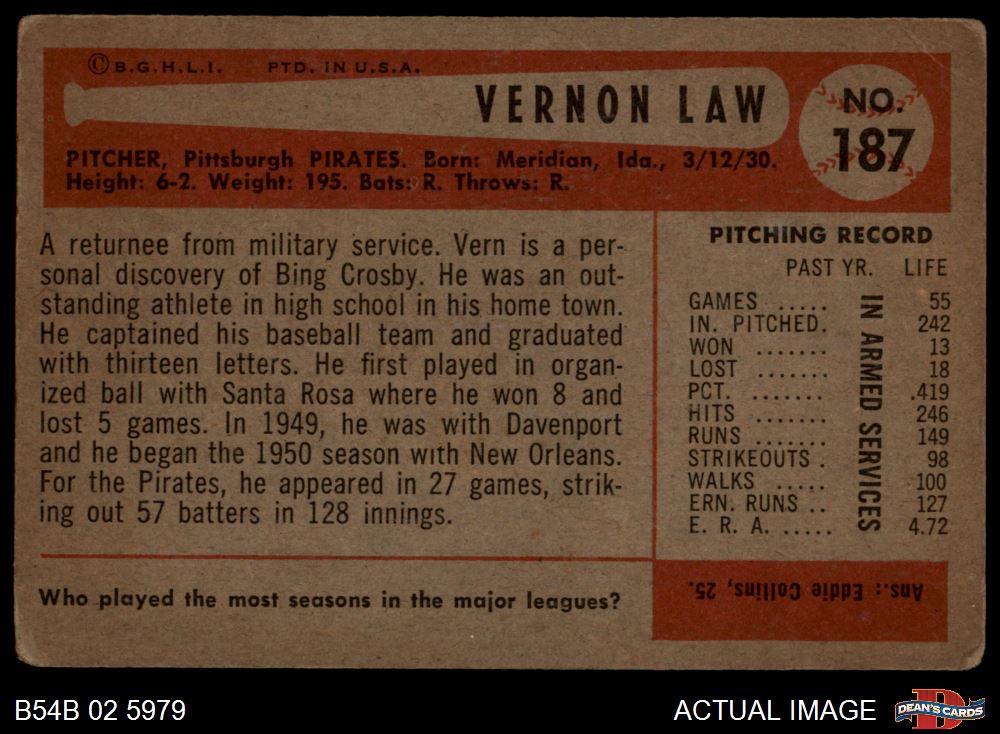 © B.G.H.L.I. PTD. IN U.S.A.
VERNON LAW
NO.
187
PITCHER, Pittsburgh PIRATES. Born: Meridian, Ida., 3/12/30.
Height: 6-2. Weight: 195. Bats: R. Throws: R.
A returnee from military service. Vern is a per-
sonal discovery of Bing Crosby. He was an out-
standing athlete in high school in his home town.
He captained his baseball team and graduated
with thirteen letters. He first played in organ-
ized ball with Santa Rosa where he won 8 and
lost 5 games. In 1949, he was with Davenport
and he began the 1950 season with New Orleans.
For the Pirates, he appeared in 27 games, strik-
ing out 57 batters in 128 innings.
PITCHING RECORD
PAST YR. LIFE
GAMES ..... 55
IN. PITCHED. 242
WON ....... 13
LOST ....... 18
PCT. ....... .419
HITS ....... 246
RUNS ....... 149
STRIKEOUTS . 98
WALKS ..... 100
ERN. RUNS .. 127
E. R. A. ..... 4.72
IN ARMED SERVICES
Who played the most seasons in the major leagues?
Ans.: Eddie Collins, 25.
B54B 02 5979
ACTUAL IMAGE
DEAN'S CARDS